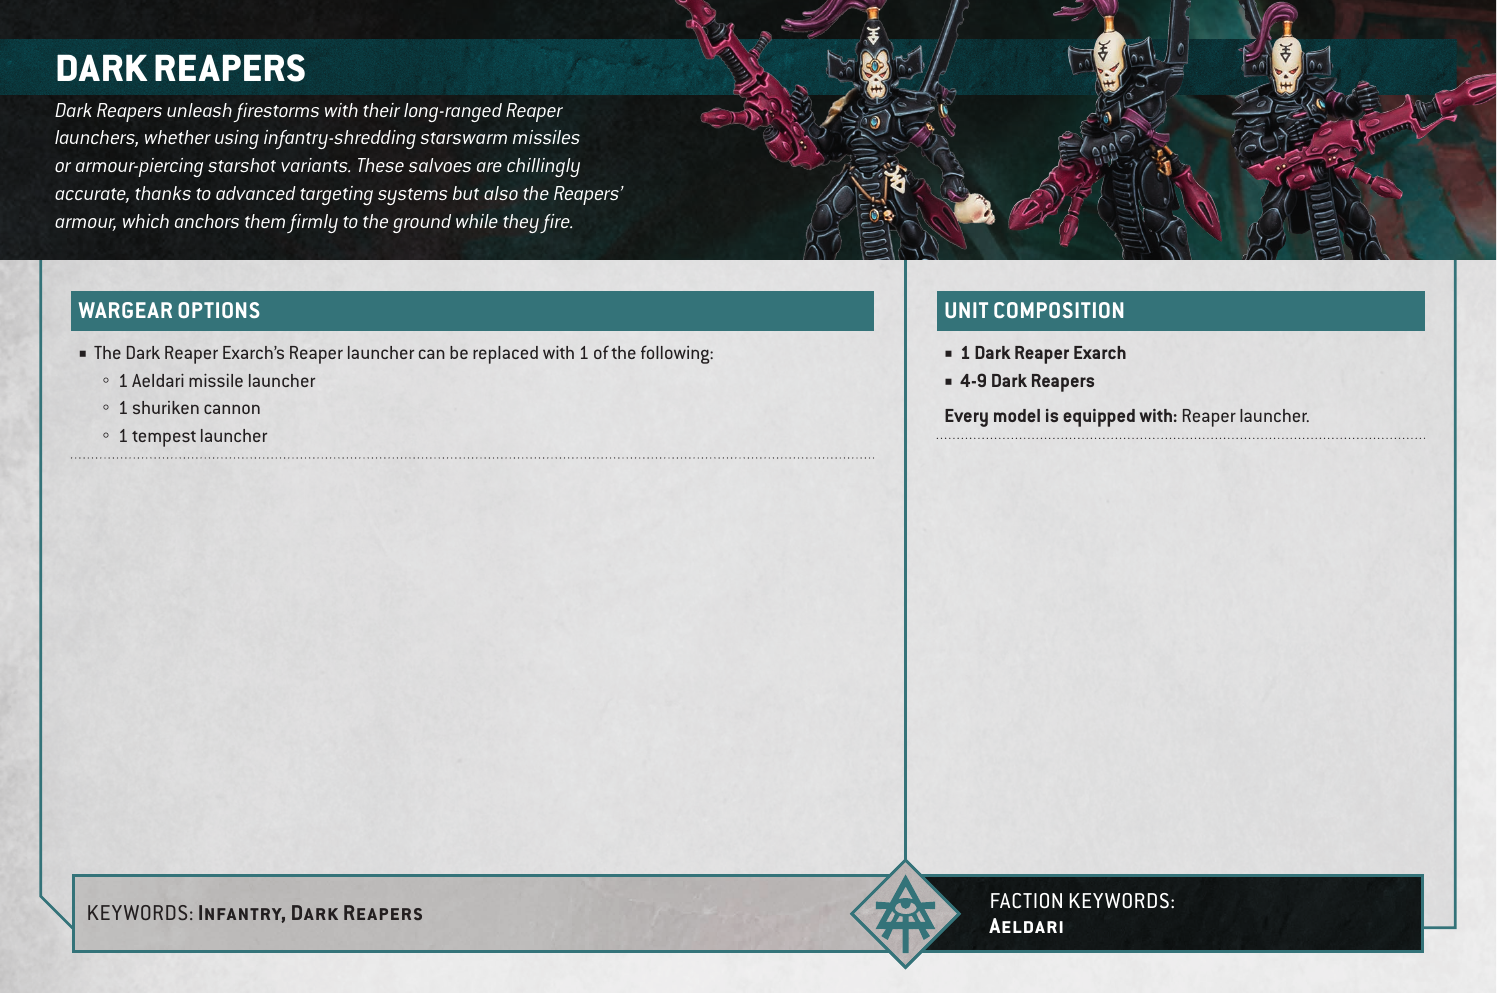 DARK REAPERS
Dark Reapers unleash firestorms with their long-ranged Reaper
launchers, whether using infantry-shredding starswarm missiles
or armour-piercing starshot variants. These salvoes are chillingly
accurate, thanks to advanced targeting systems but also the Reapers’
armour, which anchors them firmly to the ground while they fire.
WARGEAR OPTIONS
■ The Dark Reaper Exarch’s Reaper launcher can be replaced with 1 of the following:
◦ 1 Aeldari missile launcher
◦ 1 shuriken cannon
◦ 1 tempest launcher
UNIT COMPOSITION
■ 1 Dark Reaper Exarch
■ 4-9 Dark Reapers
Every model is equipped with: Reaper launcher.
KEYWORDS: Infantry, Dark Reapers
FACTION KEYWORDS:
Aeldari